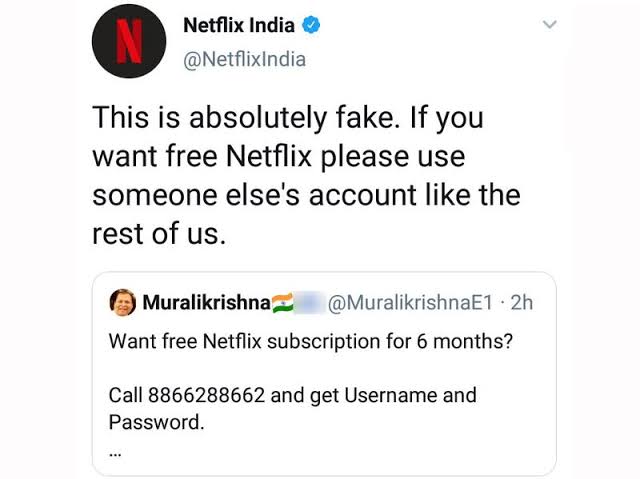 N
Netflix India
@NetflixIndia
This is absolutely fake. If you
want free Netflix please use
someone else's account like the
rest of us.
Muralikrishna🇮🇳 @MuralikrishnaE1 · 2h
Want free Netflix subscription for 6 months?
Call 8866288662 and get Username and
Password.
...